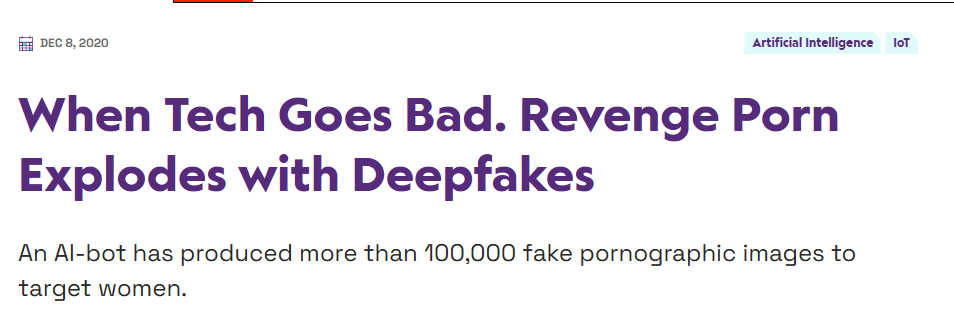 DEC 8, 2020
Artificial Intelligence
IoT
When Tech Goes Bad. Revenge Porn
Explodes with Deepfakes
An AI-bot has produced more than 100,000 fake pornographic images to
target women.